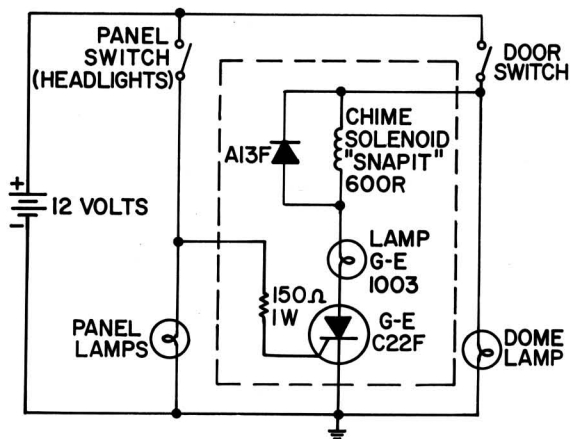 PANEL
SWITCH
(HEADLIGHTS)
DOOR
SWITCH
CHIME
SOLENOID
"SNAPIT"
600R
A13F
+
12 VOLTS
−
LAMP
G-E
1003
150Ω
1W
G-E
C22F
PANEL
LAMPS
DOME
LAMP